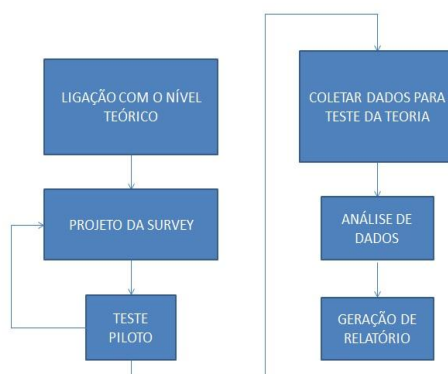 LIGAÇÃO COM O NÍVEL
TEÓRICO
PROJETO DA SURVEY
TESTE
PILOTO
COLETAR DADOS PARA
TESTE DA TEORIA
ANÁLISE DE
DADOS
GERAÇÃO DE
RELATÓRIO